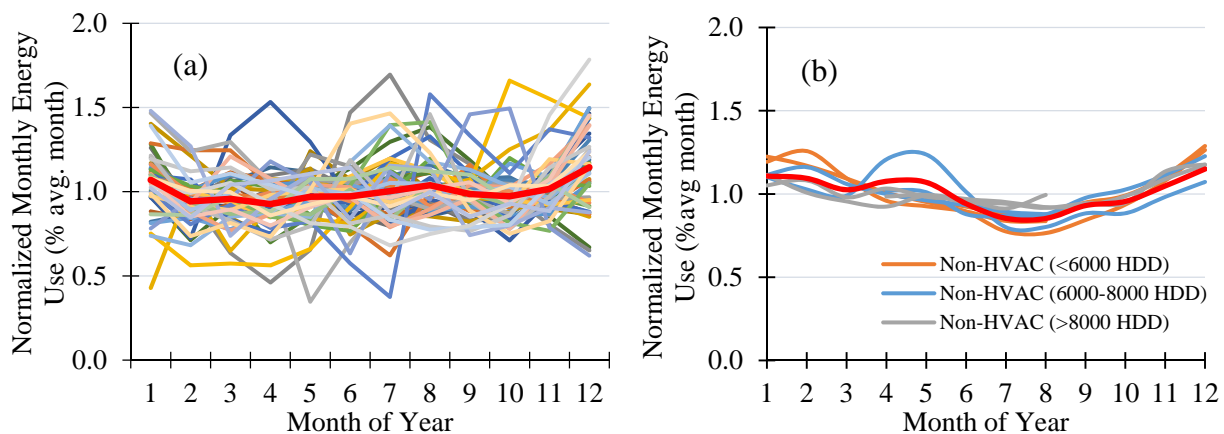 Normalized Monthly Energy
Use (% avg. month)
2.0
1.5
1.0
0.5
0.0
(a)
1 2 3 4 5 6 7 8 9 10 11 12
Month of Year
Normalized Monthly Energy
Use (%avg month)
2.0
1.5
1.0
0.5
0.0
(b)
Non-HVAC (<6000 HDD)
Non-HVAC (6000-8000 HDD)
Non-HVAC (>8000 HDD)
1 2 3 4 5 6 7 8 9 10 11 12
Month of Year